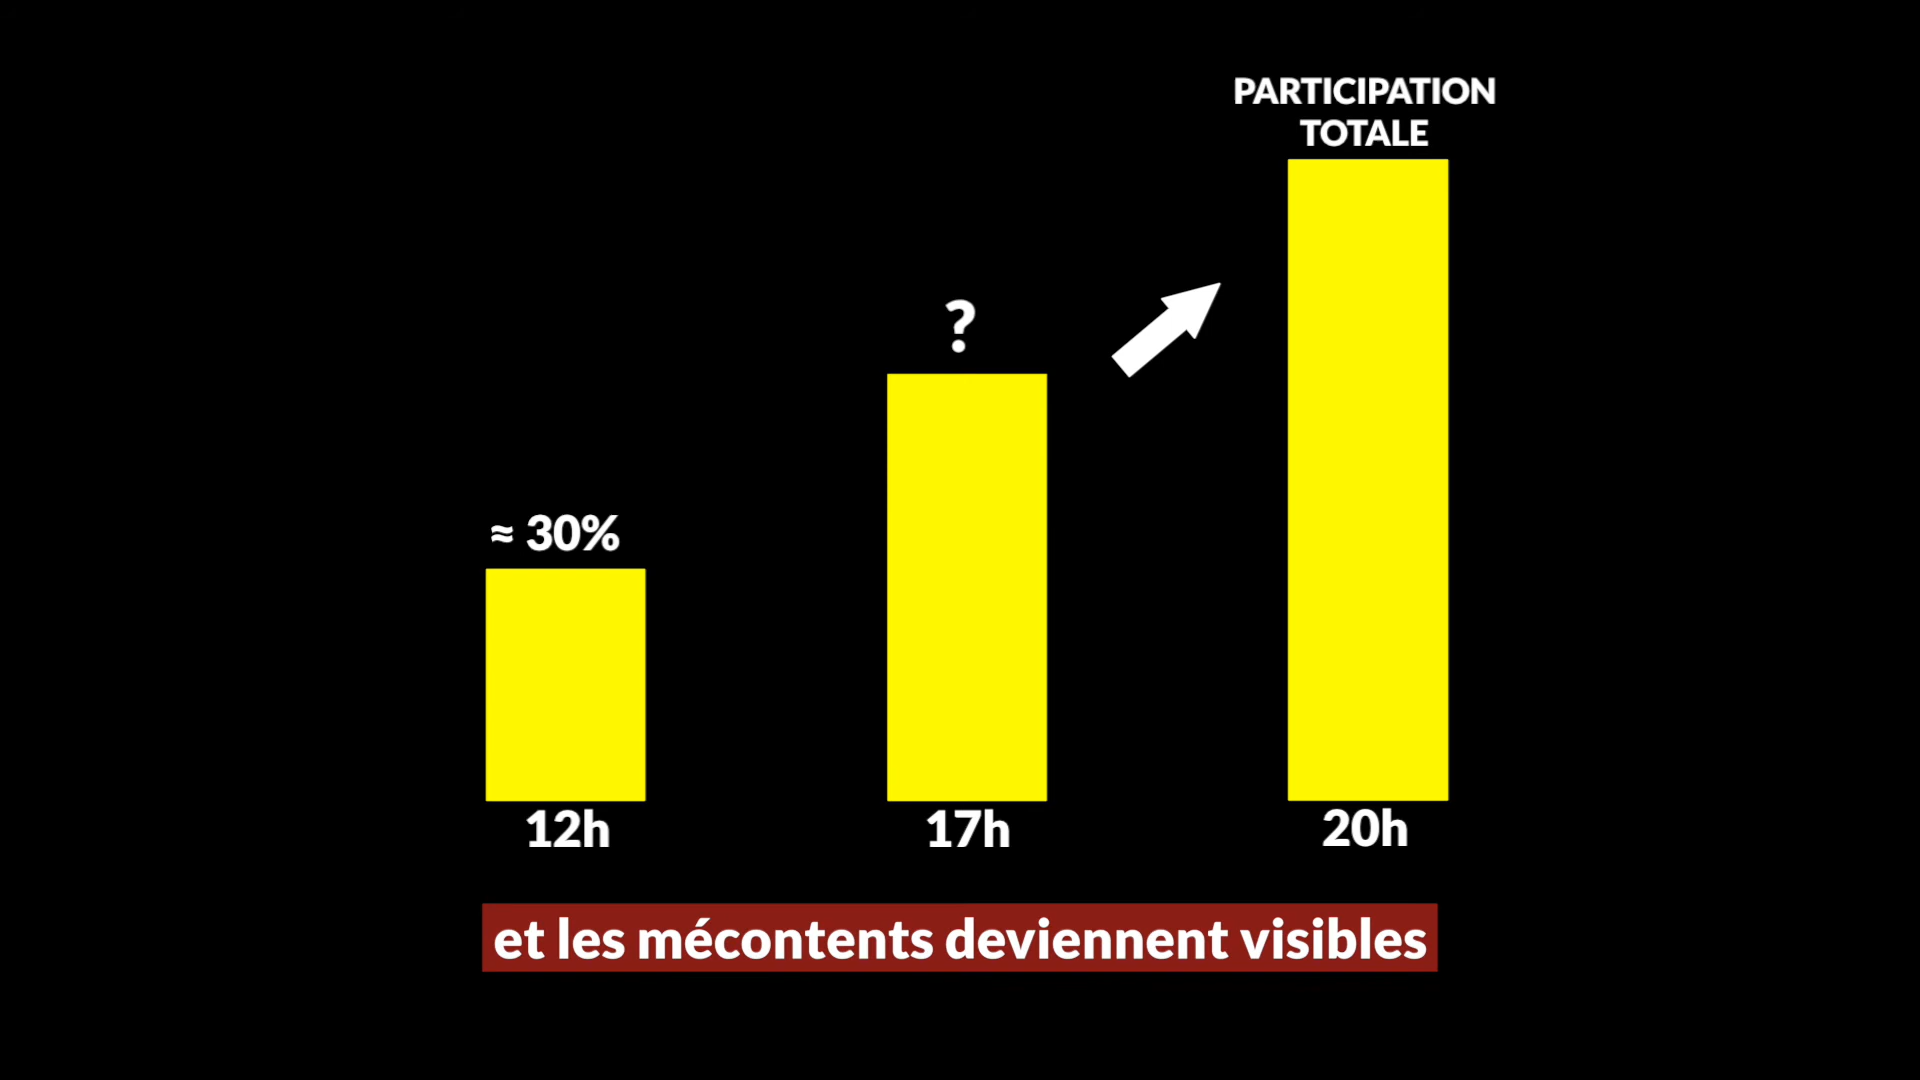 PARTICIPATION
TOTALE
?
≈ 30%
12h
17h
20h
et les mécontents deviennent visibles